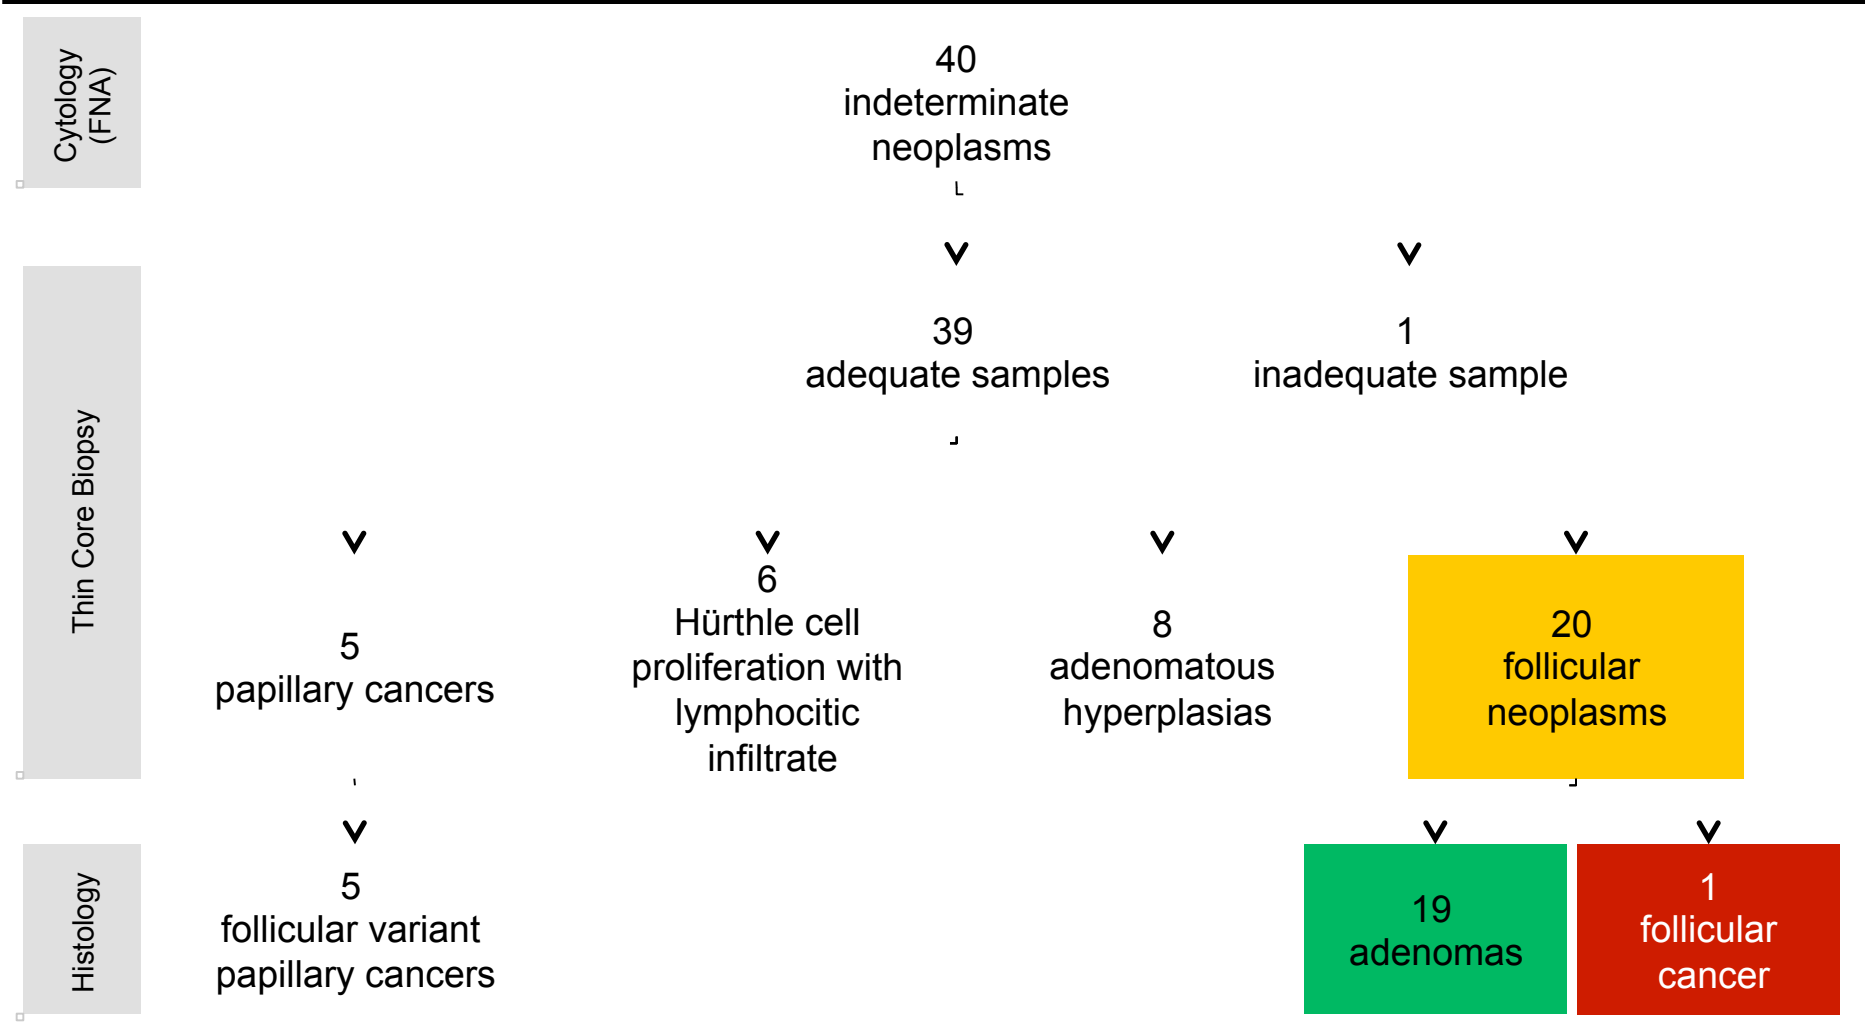 Cytology
(FNA)
40
indeterminate
neoplasms
Thin Core Biopsy
39
adequate samples
1
inadequate sample
5
papillary cancers
6
Hürthle cell
proliferation with
lymphocitic
infiltrate
8
adenomatous
hyperplasias
20
follicular
neoplasms
Histology
5
follicular variant
papillary cancers
19
adenomas
1
follicular
cancer